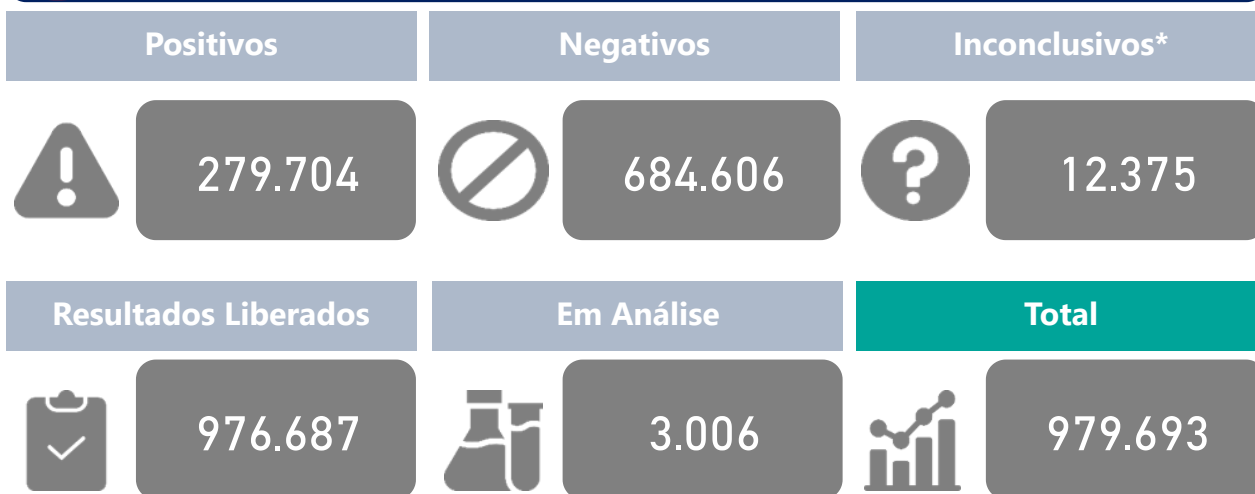 Positivos
Negativos
Inconclusivos*
279.704
684.606
12.375
Resultados Liberados
Em Análise
Total
976.687
3.006
979.693